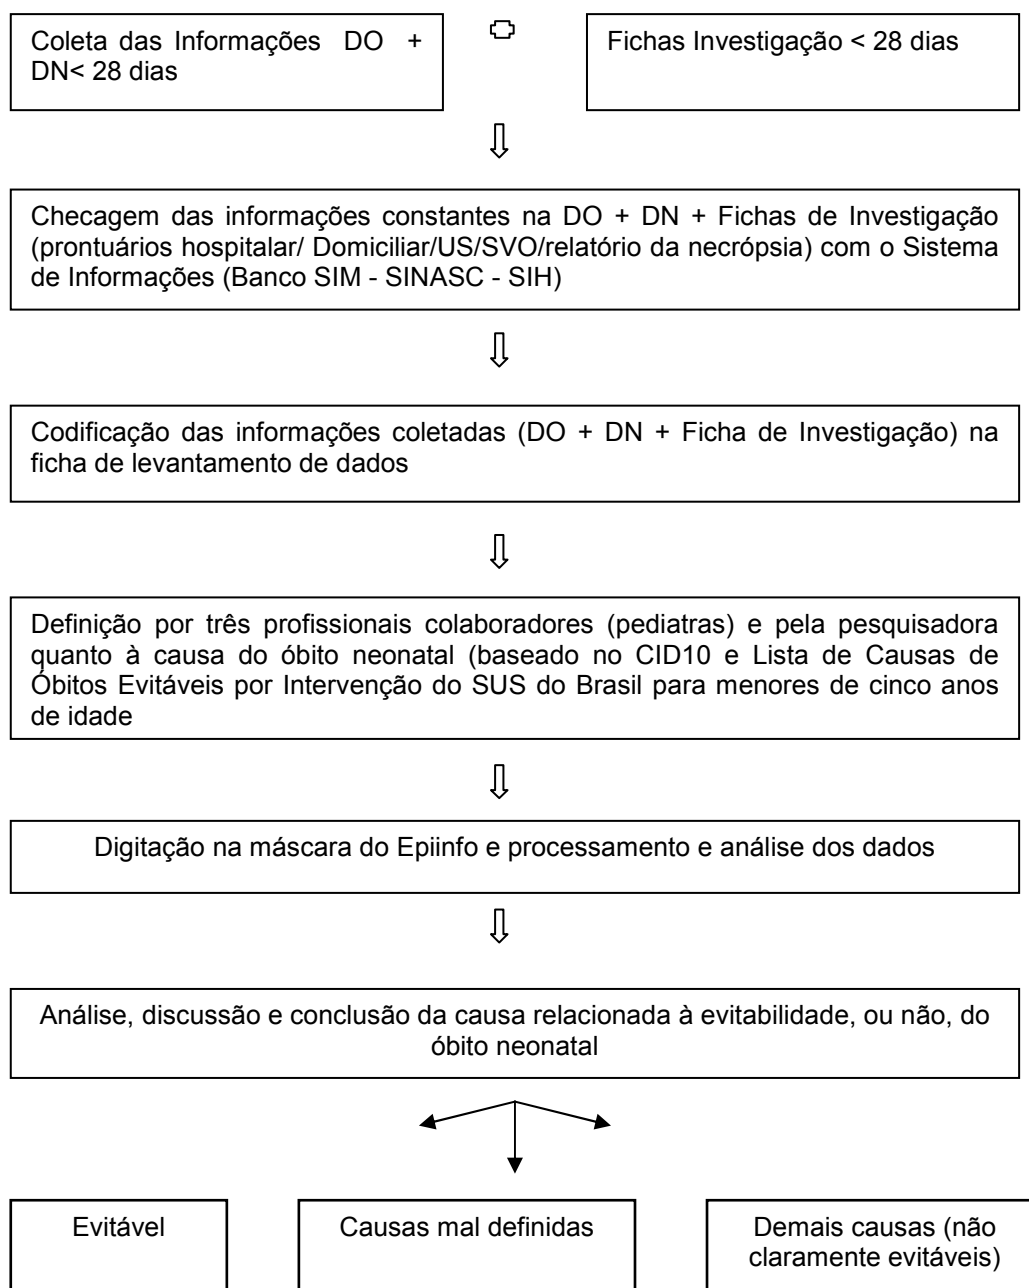 Coleta das Informações DO +
DN< 28 dias
Fichas Investigação < 28 dias
Checagem das informações constantes na DO + DN + Fichas de Investigação
(prontuários hospitalar/ Domiciliar/US/SVO/relatório da necrópsia) com o Sistema
de Informações (Banco SIM - SINASC - SIH)
Codificação das informações coletadas (DO + DN + Ficha de Investigação) na
ficha de levantamento de dados
Definição por três profissionais colaboradores (pediatras) e pela pesquisadora
quanto à causa do óbito neonatal (baseado no CID10 e Lista de Causas de
Óbitos Evitáveis por Intervenção do SUS do Brasil para menores de cinco anos
de idade
Digitação na máscara do Epiinfo e processamento e análise dos dados
Análise, discussão e conclusão da causa relacionada à evitabilidade, ou não, do
óbito neonatal
Evitável
Causas mal definidas
Demais causas (não
claramente evitáveis)